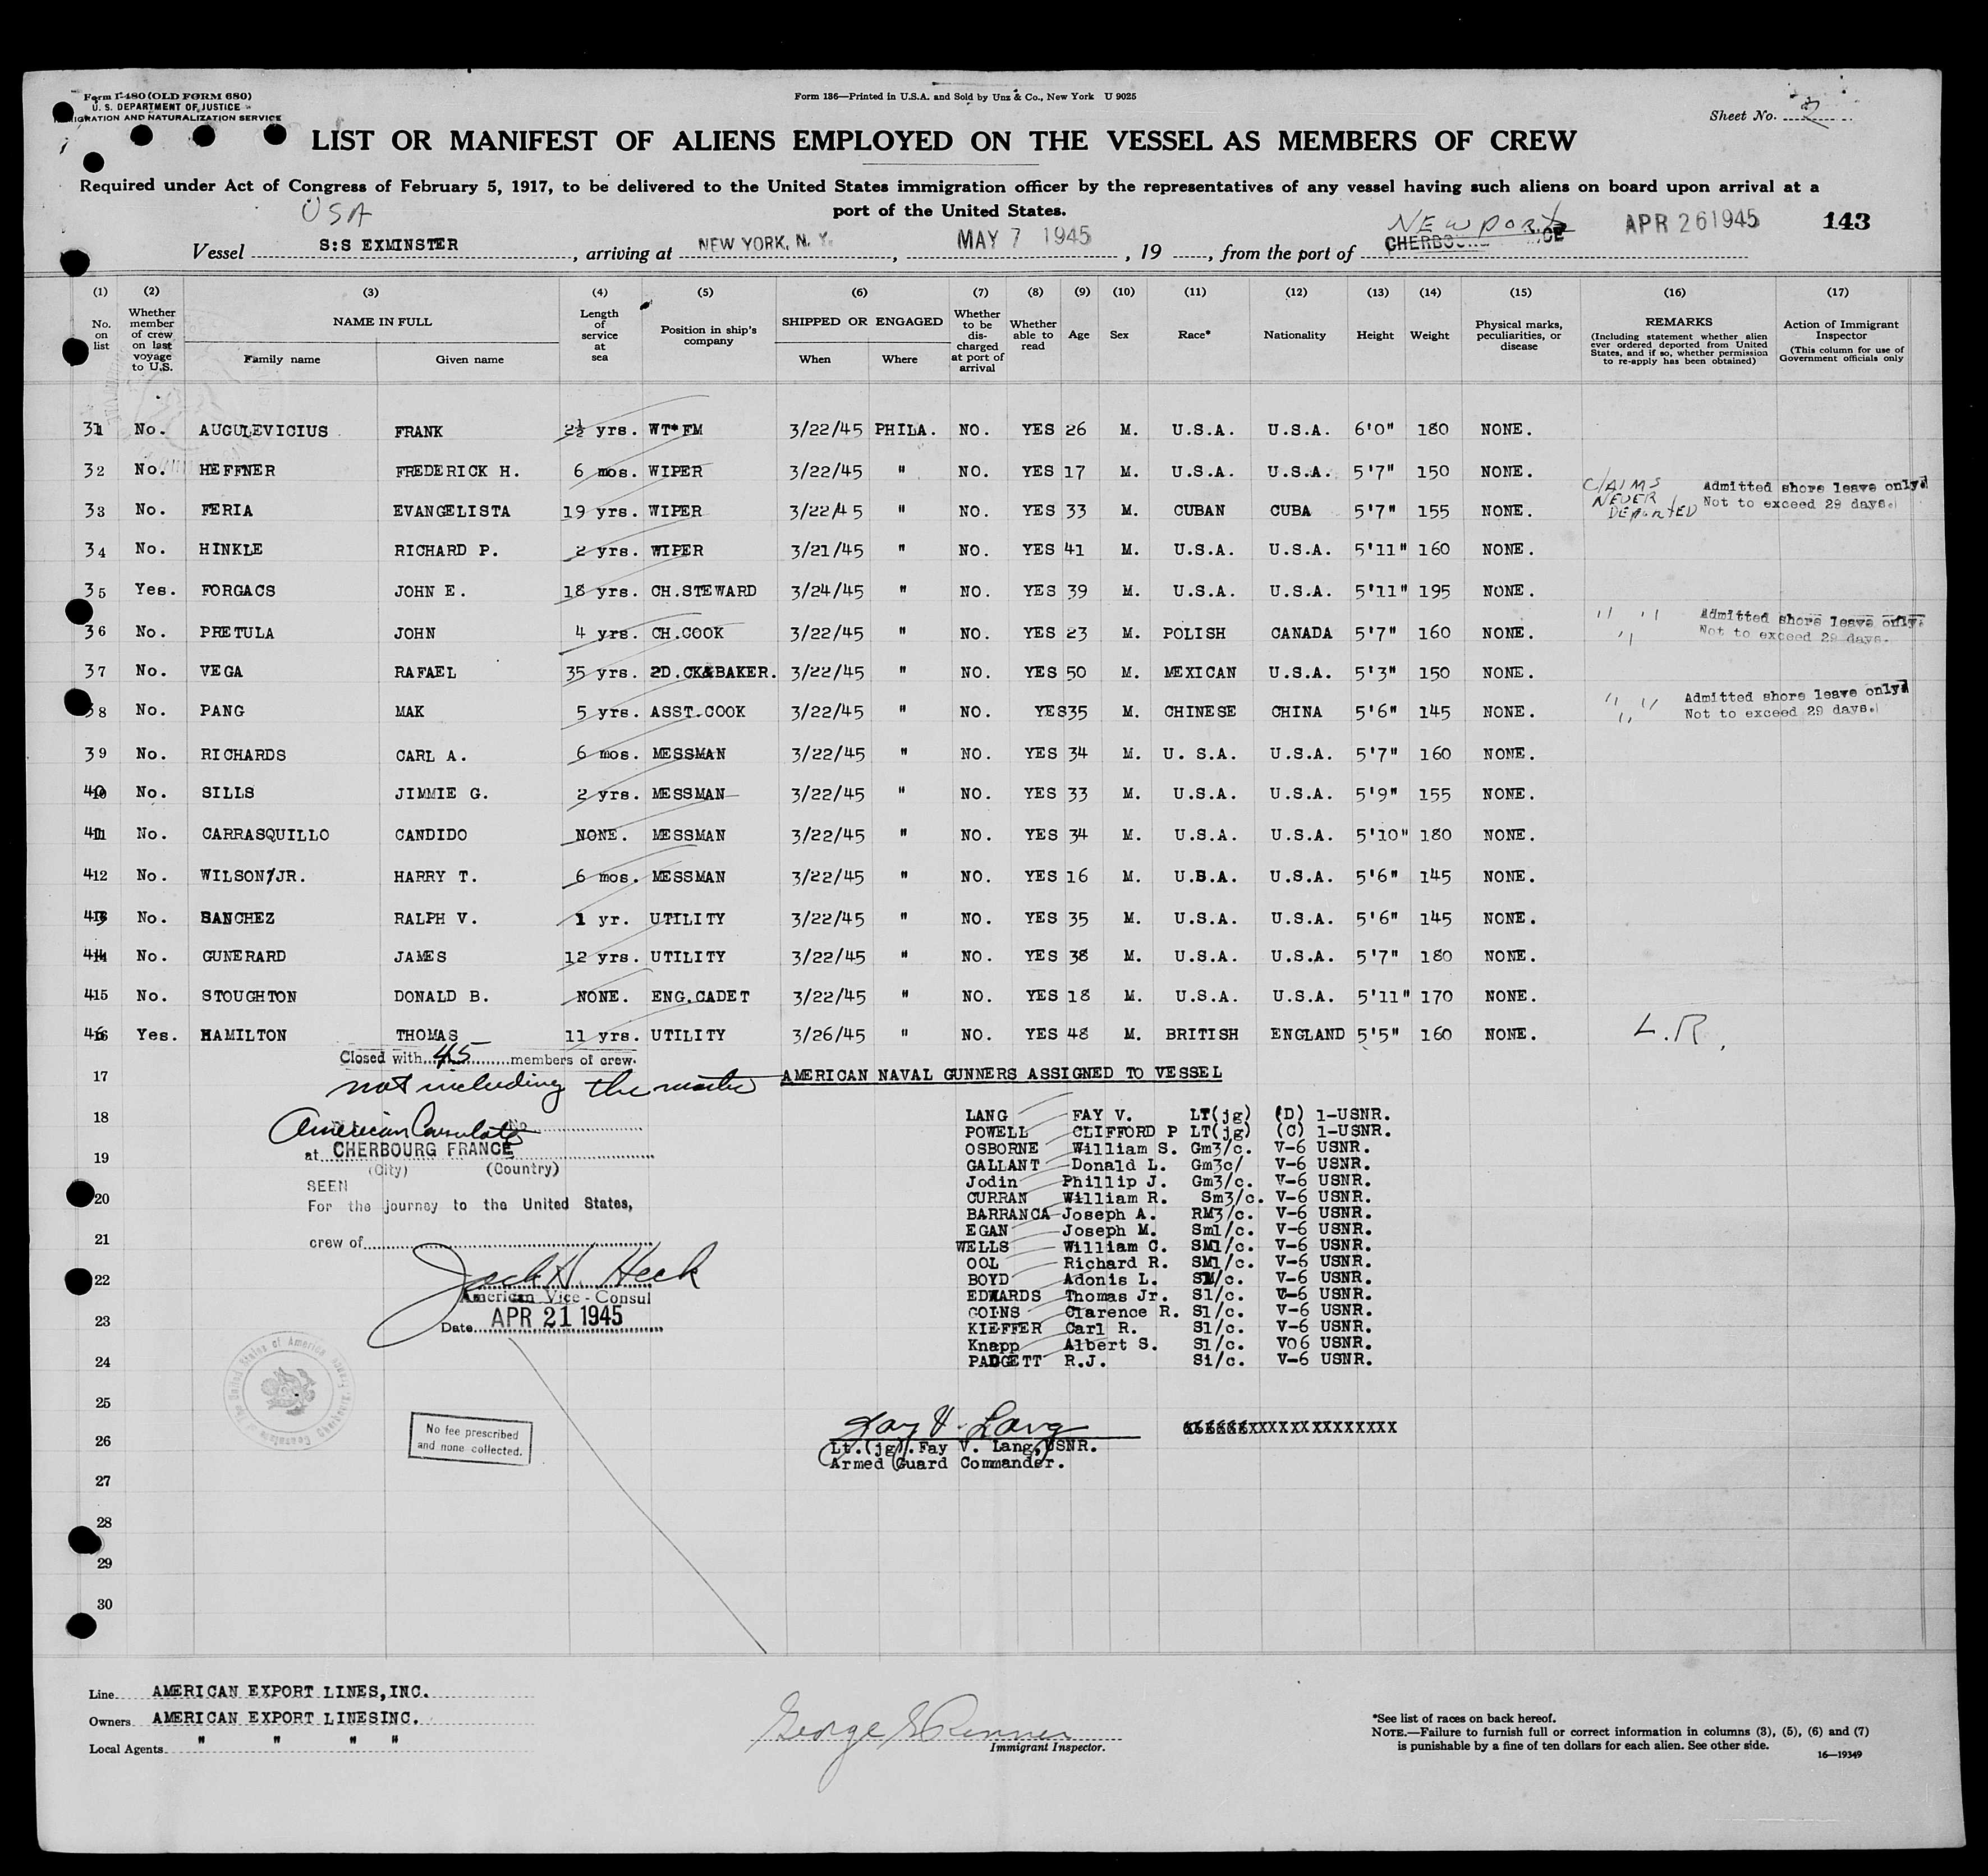 Form I-480 (OLD FORM 680)
U. S. DEPARTMENT OF JUSTICE
IGRATION AND NATURALIZATION SERVICE
Form 136—Printed in U.S.A. and Sold by Unz & Co., New York U 9025
Sheet No.
LIST OR MANIFEST OF ALIENS EMPLOYED ON THE VESSEL AS MEMBERS OF CREW
Required under Act of Congress of February 5, 1917, to be delivered to the United States immigration officer by the representatives of any vessel having such aliens on board upon arrival at a
port of the United States.
USA NEWPORT APR 26 1945 143
Vessel S:S EXMINSTER, arriving at NEW YORK, N. Y., MAY 7 1945, 19, from the port of CHERBOURG
(1) (2) (3) (4) (5) (6) (7) (8) (9) (10) (11) (12) (13) (14) (15) (16) (17)
No. on list
Whether member of crew on last voyage to U.S.
NAME IN FULL
Family name Given name
Length of service at sea
Position in ship's company
SHIPPED OR ENGAGED
When Where
Whether to be discharged at port of arrival
Whether able to read
Age
Sex
Race*
Nationality
Height
Weight
Physical marks, peculiarities, or disease
REMARKS
(Including statement whether alien ever ordered deported from United States, and if so, whether permission to re-apply has been obtained)
Action of Immigrant Inspector
(This column for use of Government officials only
31 No. AUGULEVICIUS FRANK 2½ yrs. WT*FM 3/22/45 PHILA. NO. YES 26 M. U.S.A. U.S.A. 6'0" 180 NONE.
32 No. HEFFNER FREDERICK H. 6 mos. WIPER 3/22/45 " NO. YES 17 M. U.S.A. U.S.A. 5'7" 150 NONE.
33 No. FERIA EVANGELISTA 19 yrs. WIPER 3/22/45 " NO. YES 33 M. CUBAN CUBA 5'7" 155 NONE. CLAIMS NEVER DEPORTED Admitted shore leave only. Not to exceed 29 days.
34 No. HINKLE RICHARD P. 2 yrs. WIPER 3/21/45 " NO. YES 41 M. U.S.A. U.S.A. 5'11" 160 NONE.
35 Yes. FORGACS JOHN E. 18 yrs. CH.STEWARD 3/24/45 " NO. YES 39 M. U.S.A. U.S.A. 5'11" 195 NONE.
36 No. PRETULA JOHN 4 yrs. CH.COOK 3/22/45 " NO. YES 23 M. POLISH CANADA 5'7" 160 NONE. " " " Admitted shore leave only. Not to exceed 29 days.
37 No. VEGA RAFAEL 35 yrs. 2D.CK&BAKER. 3/22/45 " NO. YES 50 M. MEXICAN U.S.A. 5'3" 150 NONE.
38 No. PANG MAK 5 yrs. ASST.COOK 3/22/45 " NO. YES 35 M. CHINESE CHINA 5'6" 145 NONE. " " " Admitted shore leave only. Not to exceed 29 days.
39 No. RICHARDS CARL A. 6 mos. MESSMAN 3/22/45 " NO. YES 34 M. U. S.A. U.S.A. 5'7" 160 NONE.
40 No. SILLS JIMMIE G. 2 yrs. MESSMAN 3/22/45 " NO. YES 33 M. U.S.A. U.S.A. 5'9" 155 NONE.
41 No. CARRASQUILLO CANDIDO NONE. MESSMAN 3/22/45 " NO. YES 34 M. U.S.A. U.S.A. 5'10" 180 NONE.
42 No. WILSON/JR. HARRY T. 6 mos. MESSMAN 3/22/45 " NO. YES 16 M. U.S.A. U.S.A. 5'6" 145 NONE.
43 No. SANCHEZ RALPH V. 1 yr. UTILITY 3/22/45 " NO. YES 35 M. U.S.A. U.S.A. 5'6" 145 NONE.
44 No. GUNERARD JAMES 12 yrs. UTILITY 3/22/45 " NO. YES 38 M. U.S.A. U.S.A. 5'7" 180 NONE.
45 No. STOUGHTON DONALD B. NONE. ENG.CADET 3/22/45 " NO. YES 18 M. U.S.A. U.S.A. 5'11" 170 NONE.
46 Yes. HAMILTON THOMAS 11 yrs. UTILITY 3/26/45 " NO. YES 48 M. BRITISH ENGLAND 5'5" 160 NONE. L.R.
Closed with 45 members of crew.
not including the master
17 AMERICAN NAVAL GUNNERS ASSIGNED TO VESSEL
18
19
20
21
22
23
24
25
26
27
28
29
30
American Consulate No
at CHERBOURG FRANCE
(City) (Country)
SEEN
For the journey to the United States,
crew of
Jack H. Heck
American Vice-Consul
Date APR 21 1945
LANG FAY V. LT(jg) (D) 1-USNR.
POWELL CLIFFORD P LT(jg) (C) 1-USNR.
OSBORNE William S. Gm3/c. V-6 USNR.
GALLANT Donald L. Gm3c/ V-6 USNR.
Jodin Phillip J. Gm3/c. V-6 USNR.
CURRAN William R. Sm3/c. V-6 USNR.
BARRANCA Joseph A. RM3/c. V-6 USNR.
EGAN Joseph M. Sm1/c. V-6 USNR.
WELLS William C. SM1/c. V-6 USNR.
OOL Richard R. SM1/c. V-6 USNR.
BOYD Adonis L. V-6 USNR.
EDWARDS Thomas Jr. S1/c. V-6 USNR.
GOINS Clarence R. S1/c. V-6 USNR.
KIEFFER Carl R. S1/c. V-6 USNR.
Knapp Albert S. S1/c. VO6 USNR.
PADGETT R.J. S1/c. V-6 USNR.
No fee prescribed
and none collected.
Fay V. Lang
Lt.(jg).Fay V. Lang, USNR.
Armed Guard Commander.
Line AMERICAN EXPORT LINES,INC.
Owners AMERICAN EXPORT LINESINC.
Local Agents " " " "
Immigrant Inspector.
*See list of races on back hereof.
NOTE.—Failure to furnish full or correct information in columns (3), (5), (6) and (7)
is punishable by a fine of ten dollars for each alien. See other side.
16—19349